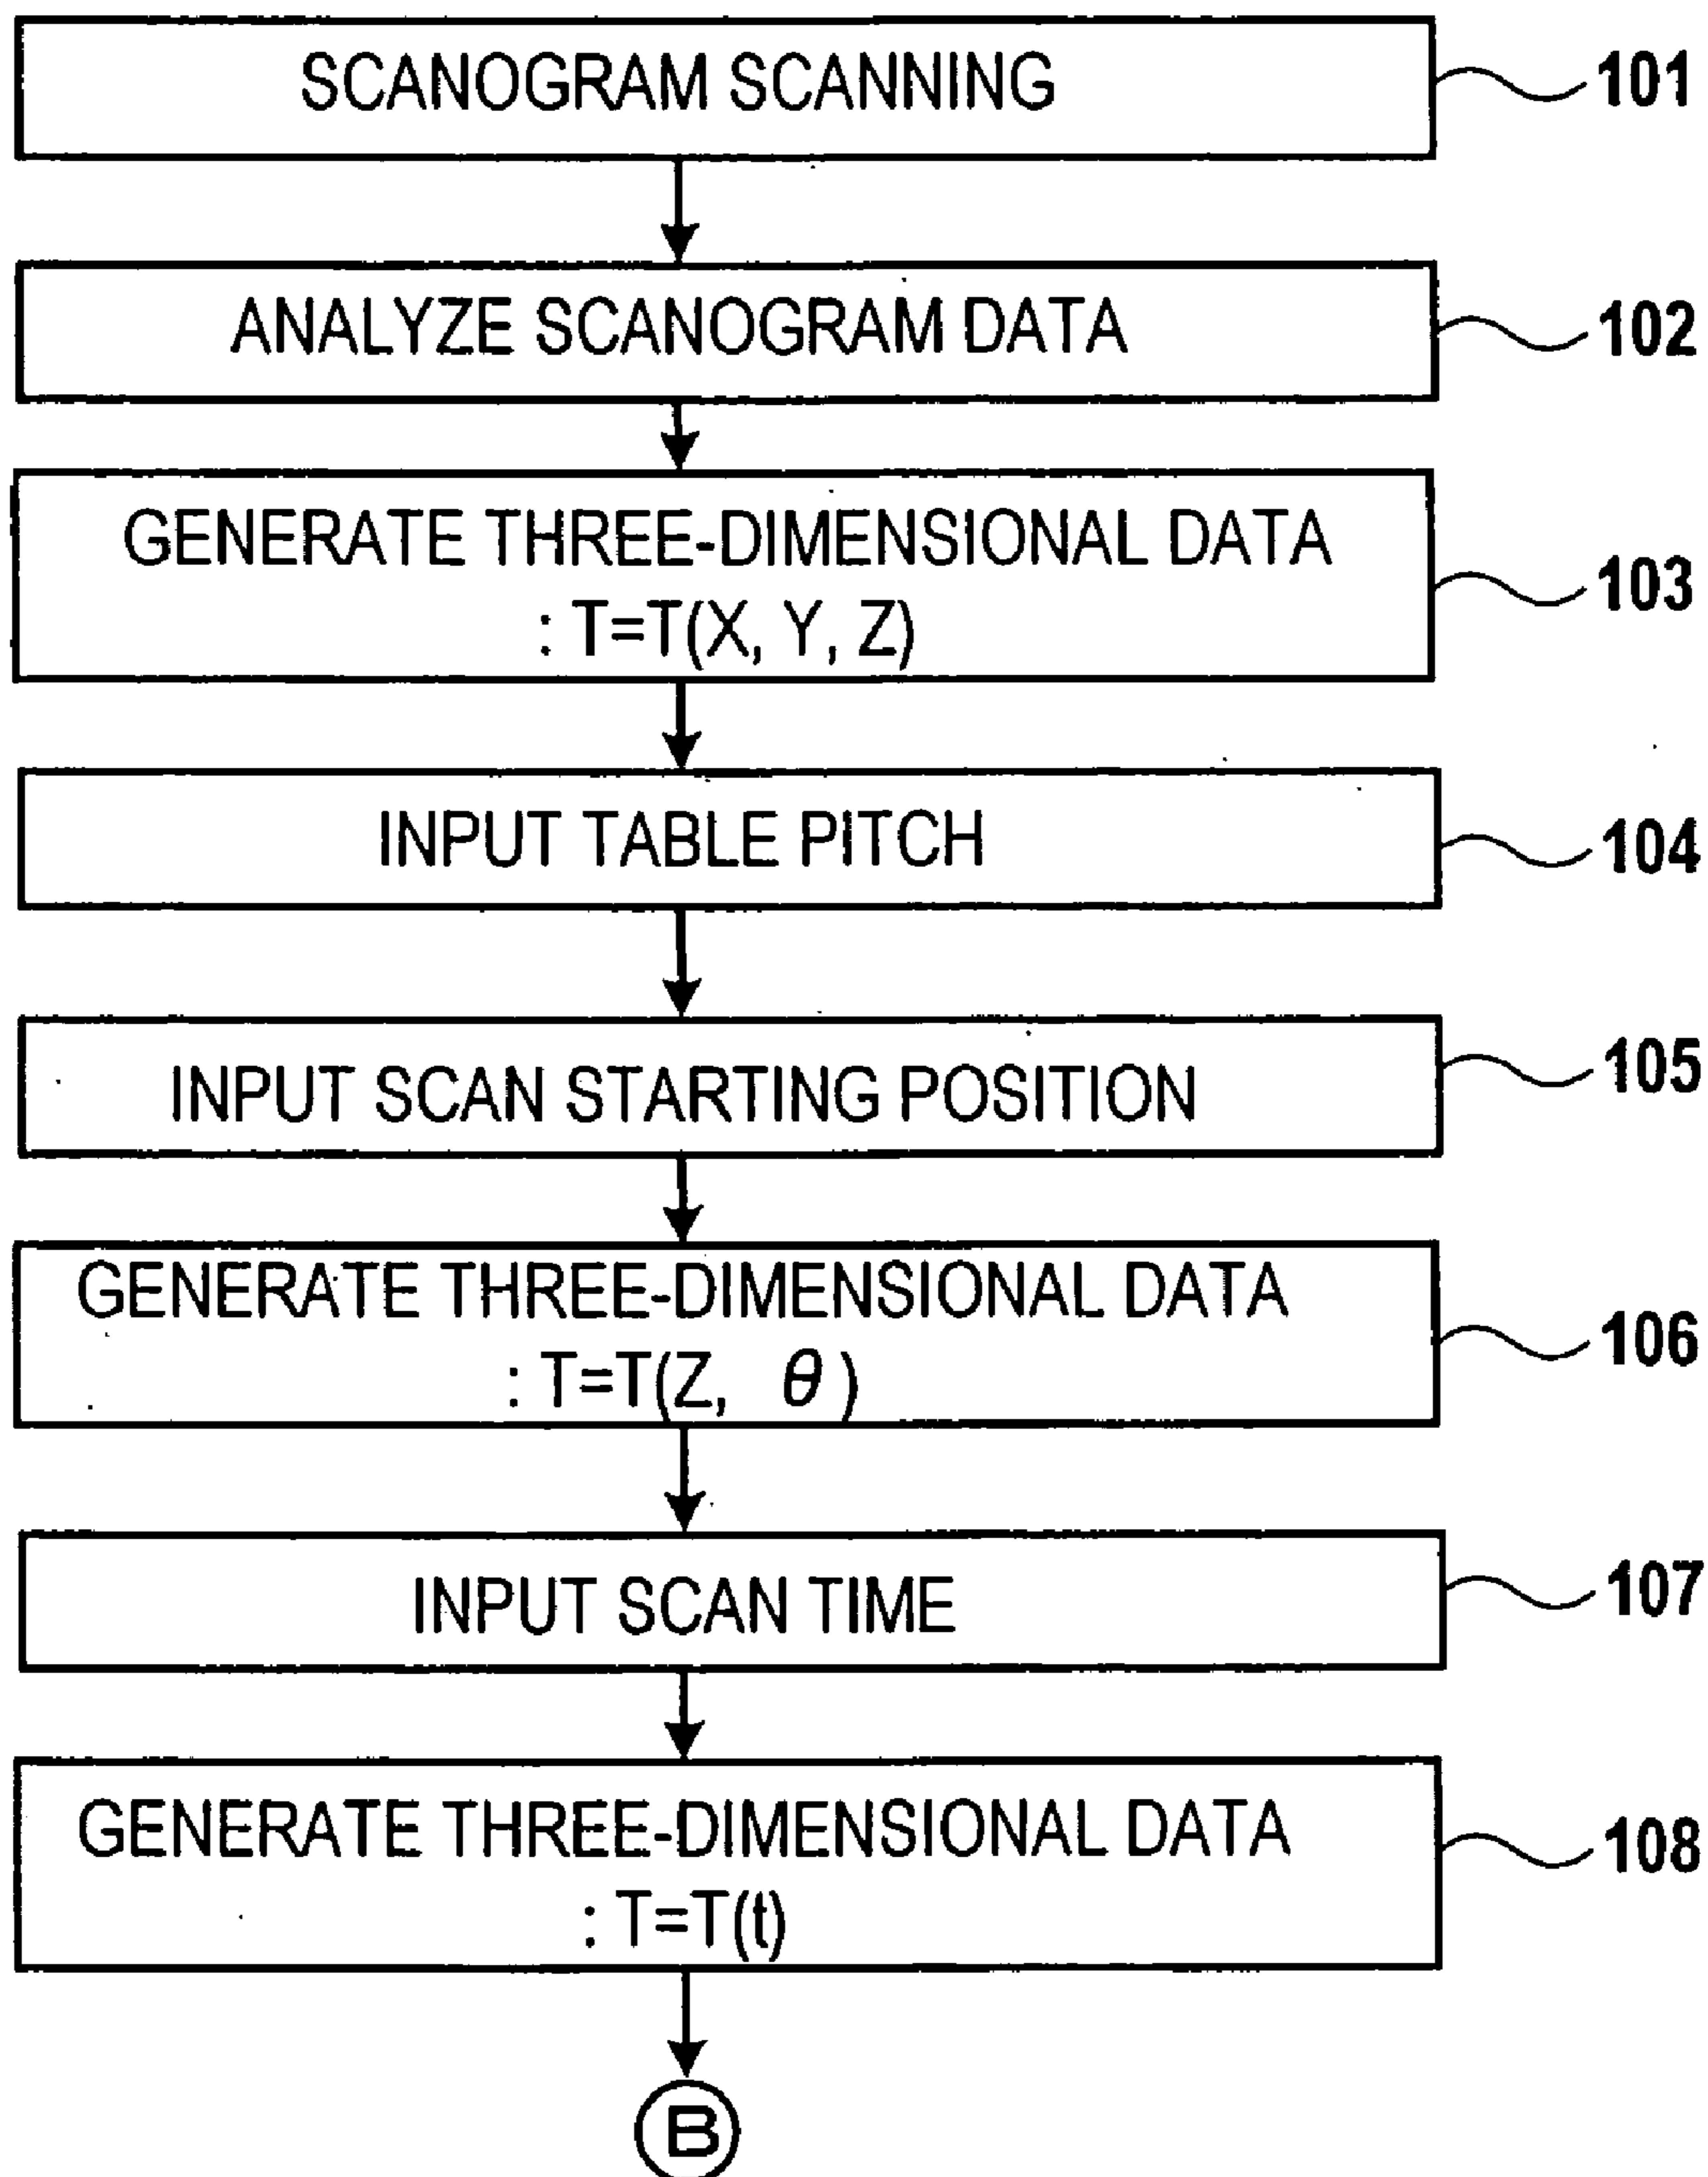 SCANOGRAM SCANNING
101
ANALYZE SCANOGRAM DATA
102
GENERATE THREE-DIMENSIONAL DATA
: T=T(X, Y, Z)
103
INPUT TABLE PITCH
104
INPUT SCAN STARTING POSITION
105
GENERATE THREE-DIMENSIONAL DATA
: T=T(Z, θ)
106
INPUT SCAN TIME
107
GENERATE THREE-DIMENSIONAL DATA
: T=T(t)
108
B